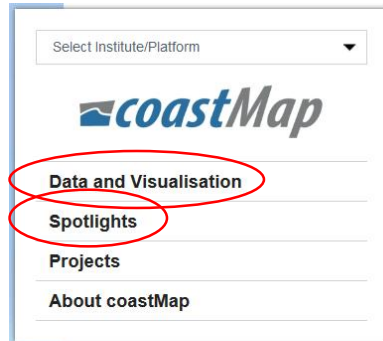 Select Institute/Platform
coastMap
Data and Visualisation
Spotlights
Projects
About coastMap